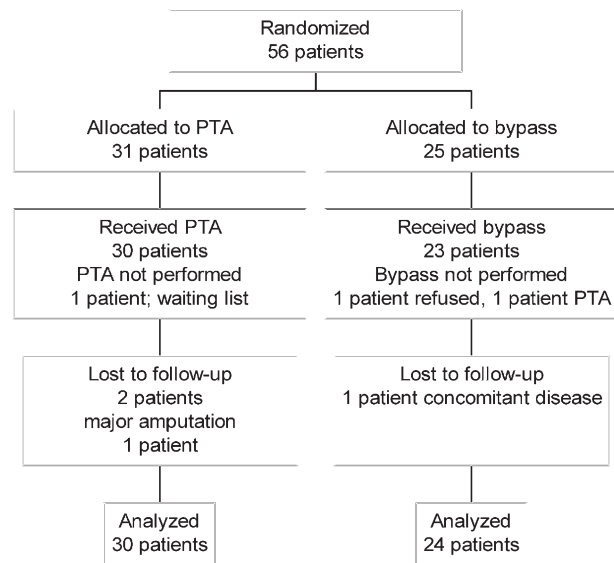 Randomized
56 patients
Allocated to PTA
31 patients
Allocated to bypass
25 patients
Received PTA
30 patients
PTA not performed
1 patient; waiting list
Received bypass
23 patients
Bypass not performed
1 patient refused, 1 patient PTA
Lost to follow-up
2 patients
major amputation
1 patient
Lost to follow-up
1 patient concomitant disease
Analyzed
30 patients
Analyzed
24 patients